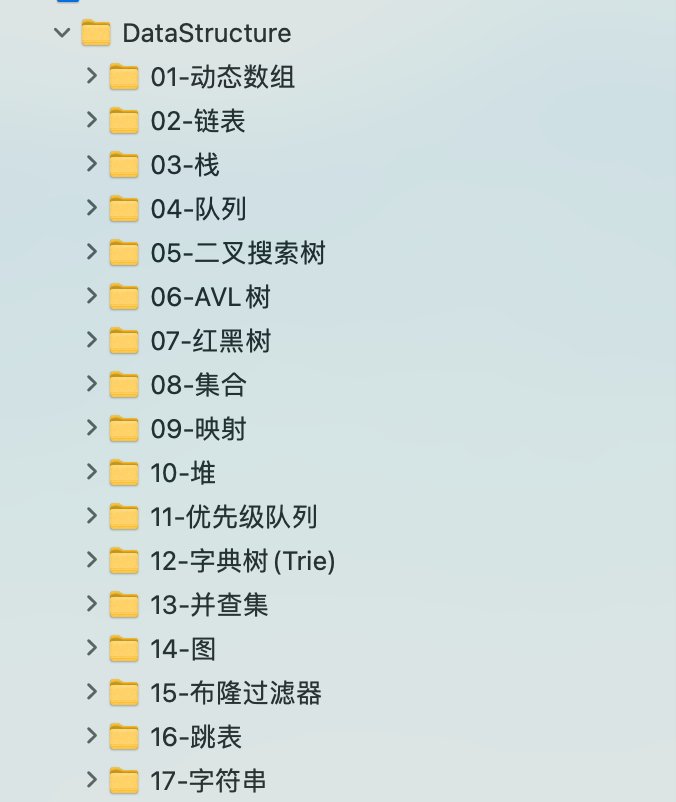 DataStructure
01-动态数组
02-链表
03-栈
04-队列
05-二叉搜索树
06-AVL树
07-红黑树
08-集合
09-映射
10-堆
11-优先级队列
12-字典树(Trie)
13-并查集
14-图
15-布隆过滤器
16-跳表
17-字符串